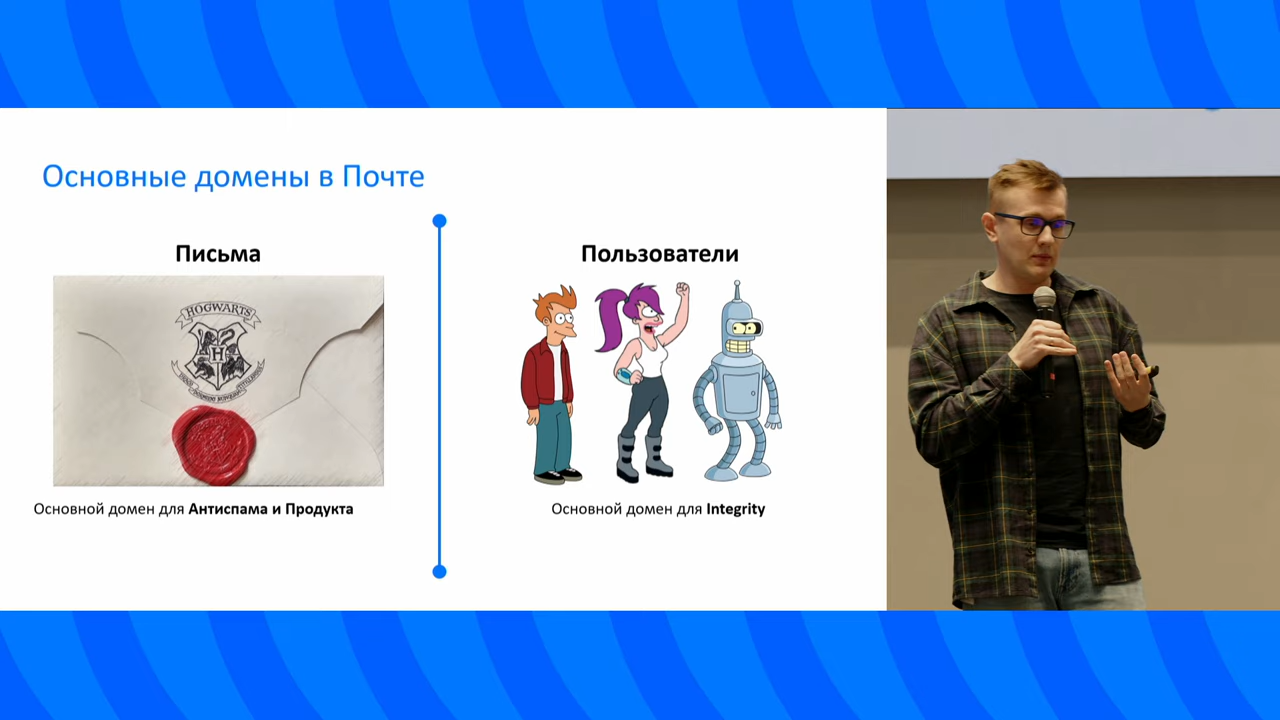 Основные домены в Почте
Письма
HOGWARTS
H
Основной домен для Антиспама и Продукта
Пользователи
Основной домен для Integrity